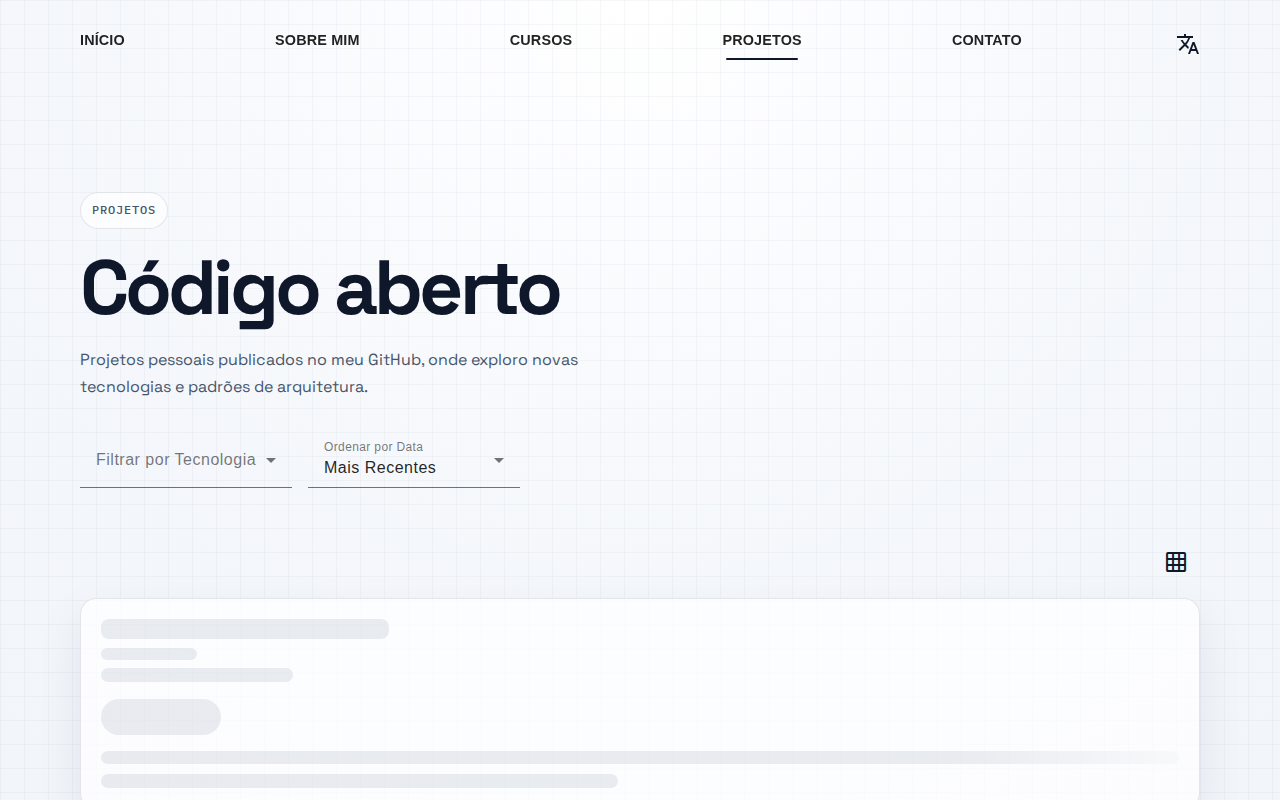 INÍCIO
SOBRE MIM
CURSOS
PROJETOS
CONTATO
PROJETOS
Código aberto
Projetos pessoais publicados no meu GitHub, onde exploro novas
tecnologias e padrões de arquitetura.
Filtrar por Tecnologia
Ordenar por Data
Mais Recentes